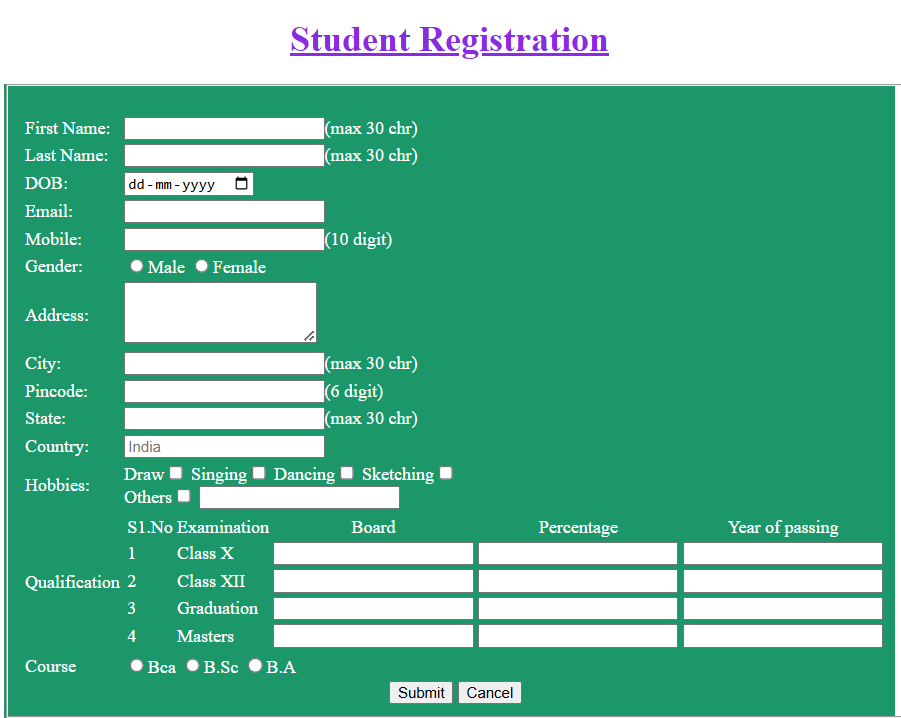 Student Registration
First Name: (max 30 chr)
Last Name: (max 30 chr)
DOB: dd-mm-yyyy
Email:
Mobile: (10 digit)
Gender: Male Female
Address:
City: (max 30 chr)
Pincode: (6 digit)
State: (max 30 chr)
Country: India
Hobbies: Draw Singing Dancing Sketching
Others
S1.No Examination Board Percentage Year of passing
1 Class X
Qualification 2 Class XII
3 Graduation
4 Masters
Course Bca B.Sc B.A
Submit Cancel